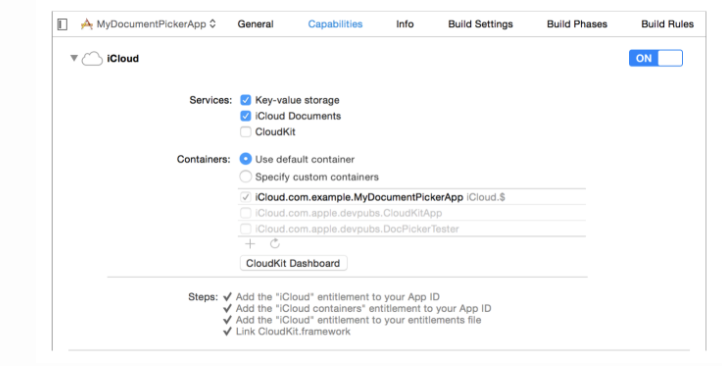 MyDocumentPickerApp General Capabilities Info Build Settings Build Phases Build Rules
iCloud ON
Services: Key-value storage
iCloud Documents
CloudKit
Containers: Use default container
Specify custom containers
iCloud.com.example.MyDocumentPickerApp iCloud.$
iCloud.com.apple.devpubs.CloudKitApp
iCloud.com.apple.devpubs.DocPickerTester
CloudKit Dashboard
Steps: ✔ Add the "iCloud" entitlement to your App ID
✔ Add the "iCloud containers" entitlement to your App ID
✔ Add the "iCloud" entitlement to your entitlements file
✔ Link CloudKit.framework